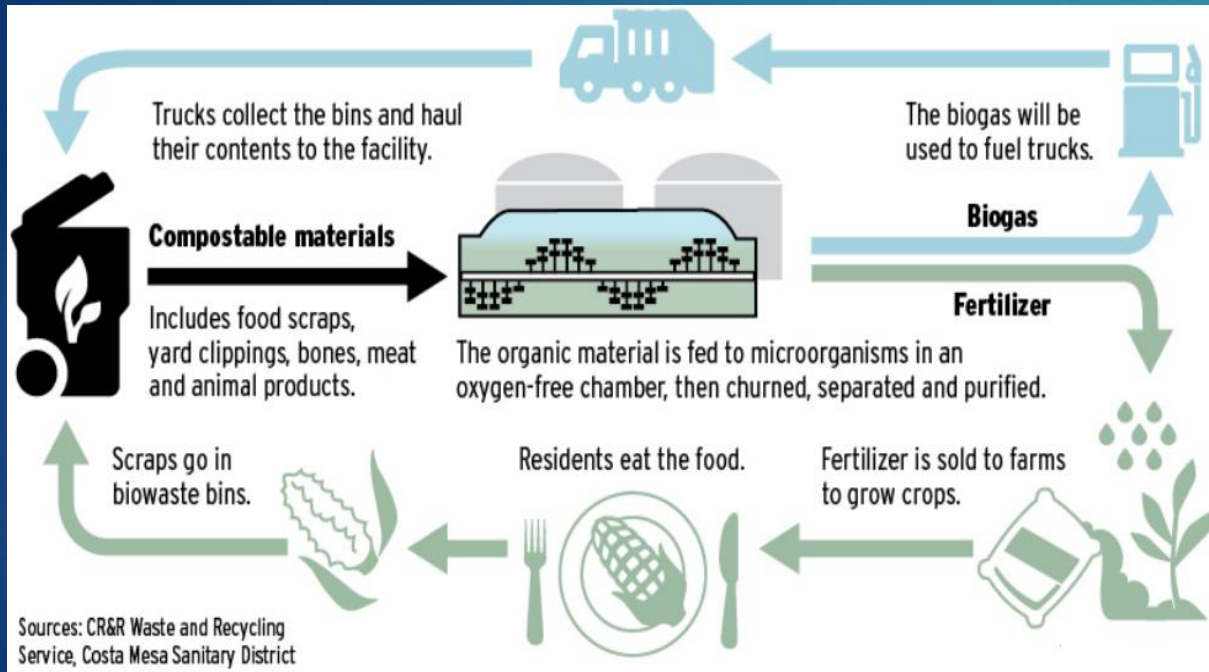 Trucks collect the bins and haul
their contents to the facility.
The biogas will be
used to fuel trucks.
Compostable materials
Includes food scraps,
yard clippings, bones, meat
and animal products.
Biogas
Fertilizer
The organic material is fed to microorganisms in an
oxygen-free chamber, then churned, separated and purified.
Scraps go in
biowaste bins.
Residents eat the food.
Fertilizer is sold to farms
to grow crops.
Sources: CR&R Waste and Recycling
Service, Costa Mesa Sanitary District